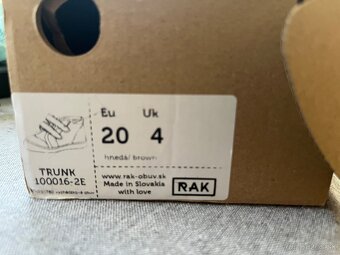 Eu Uk
20 4
hnedá/ brown
TRUNK
100016-2E
www.rak-obuv.sk
Made in Slovakia
with love
RAK